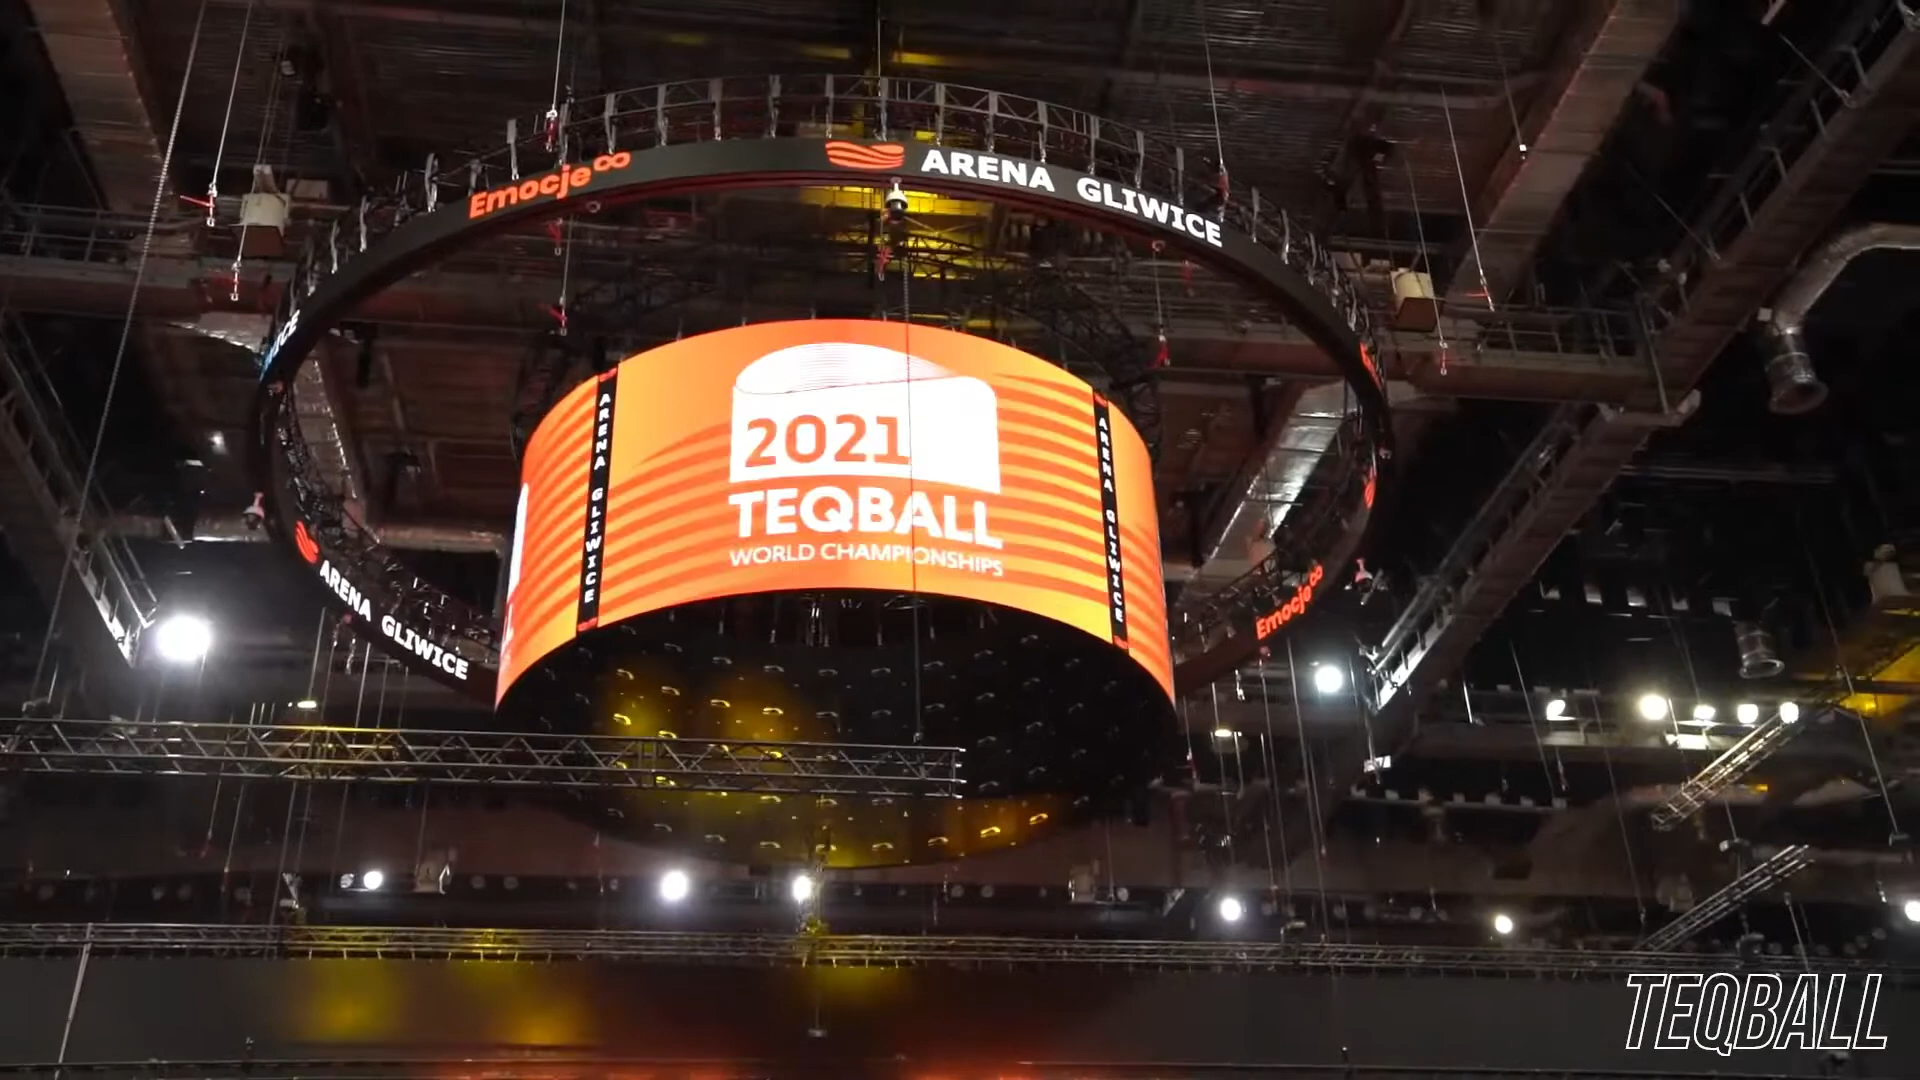 Emocje∞ ARENA GLIWICE
2021
TEQBALL
WORLD CHAMPIONSHIPS
ARENA GLIWICE
ARENA GLIWICE
ARENA GLIWICE
Emocje∞
TEQBALL